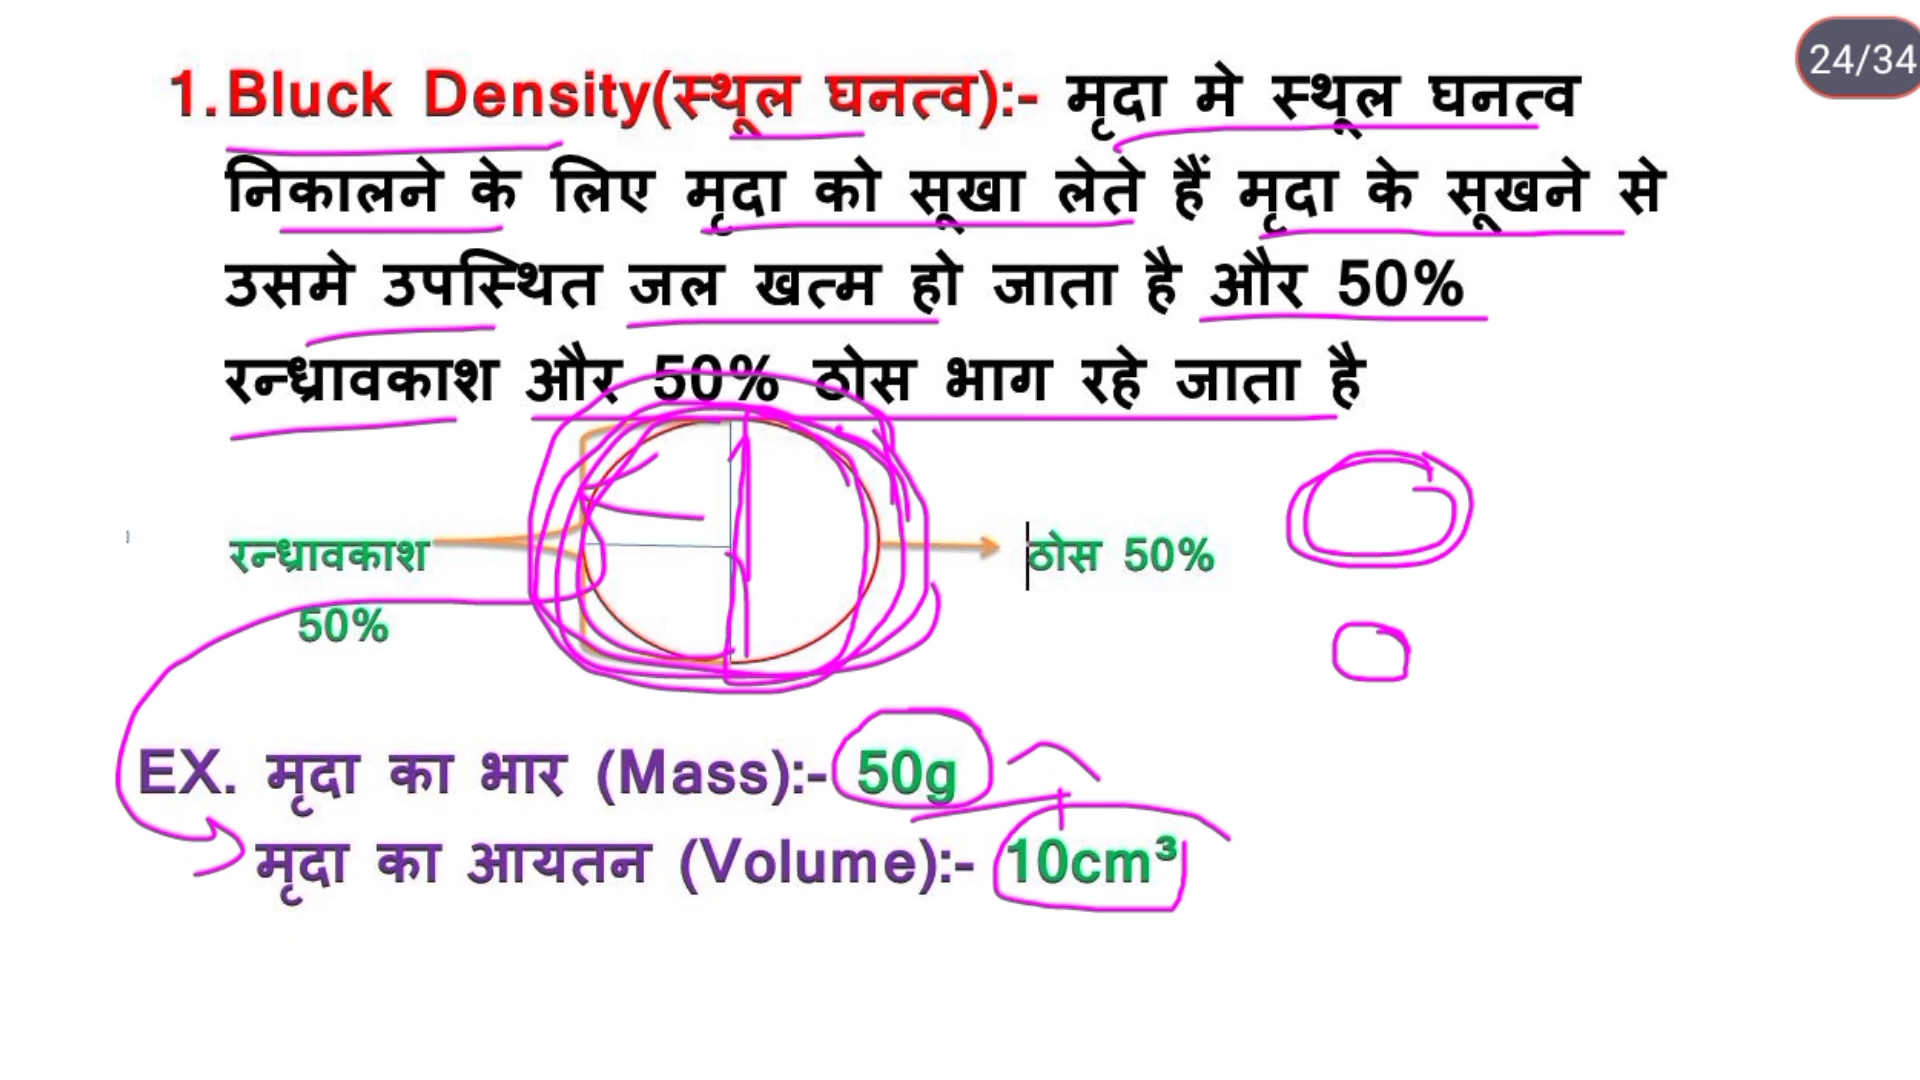 24/34
1. Bluck Density(स्थूल घनत्व):- मृदा मे स्थूल घनत्व
निकालने के लिए मृदा को सूखा लेते हैं मृदा के सूखने से
उसमे उपस्थित जल खत्म हो जाता है और 50%
रन्ध्रावकाश और 50% ठोस भाग रहे जाता है
रन्ध्रावकाश
50%
ठोस 50%
EX. मृदा का भार (Mass):- 50g
मृदा का आयतन (Volume):- 10cm³